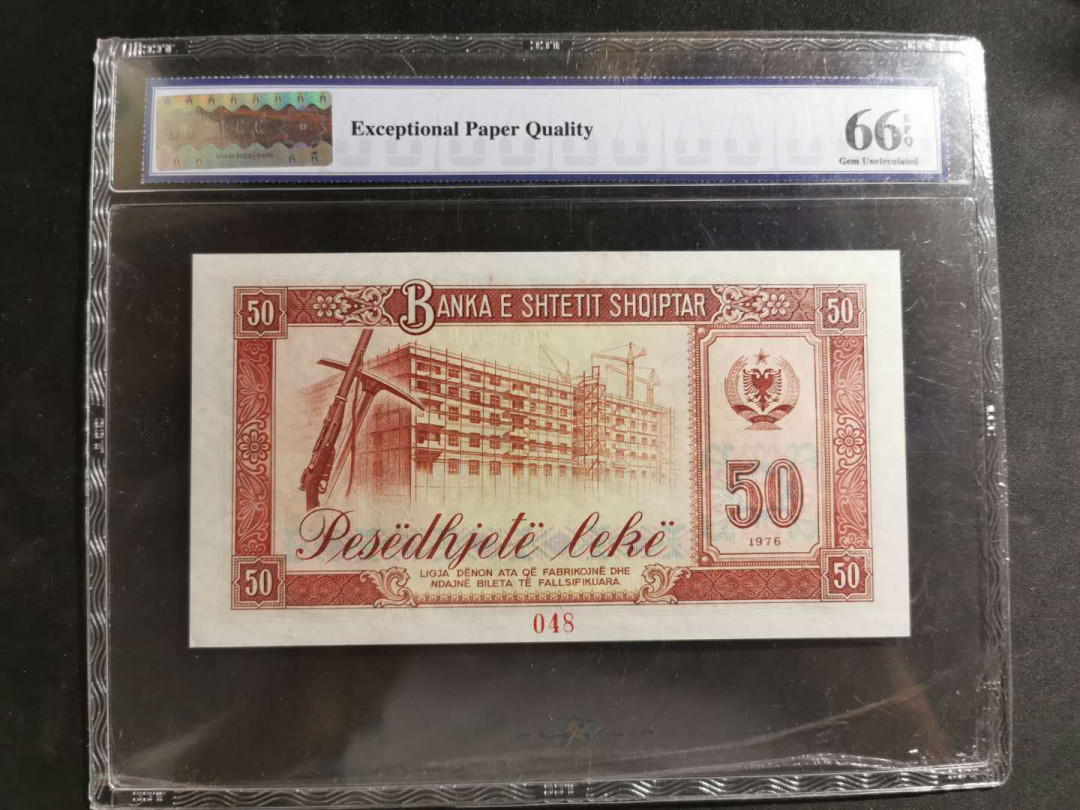 Exceptional Paper Quality
66 EPQ
Gem Uncirculated
50 BANKA E SHTETIT SHQIPTAR 50
50
1976
Pesëdhjetë lekë
LIGJA DËNON ATA QË FABRIKOJNË DHE
NDAJNË BILETA TË FALLSIFIKUARA
50 50
048